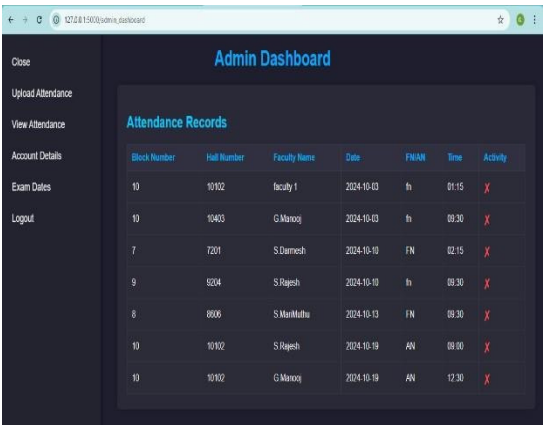 127.0.0.1:5000/admin_dashboard
Close
Upload Attendance
View Attendance
Account Details
Exam Dates
Logout
Admin Dashboard
Attendance Records
Block Number Hall Number Faculty Name Date FN/AN Time Activity
10 10102 faculty 1 2024-10-03 fn 01:15 ✗
10 10403 G.Manooj 2024-10-03 fn 09:30 ✗
7 7201 S.Darmesh 2024-10-10 FN 02:15 ✗
9 9204 S.Rajesh 2024-10-10 fn 09:30 ✗
8 8606 S.MariMuthu 2024-10-13 FN 09:30 ✗
10 10102 S.Rajesh 2024-10-19 AN 09:00 ✗
10 10102 G.Manooj 2024-10-19 AN 12:30 ✗